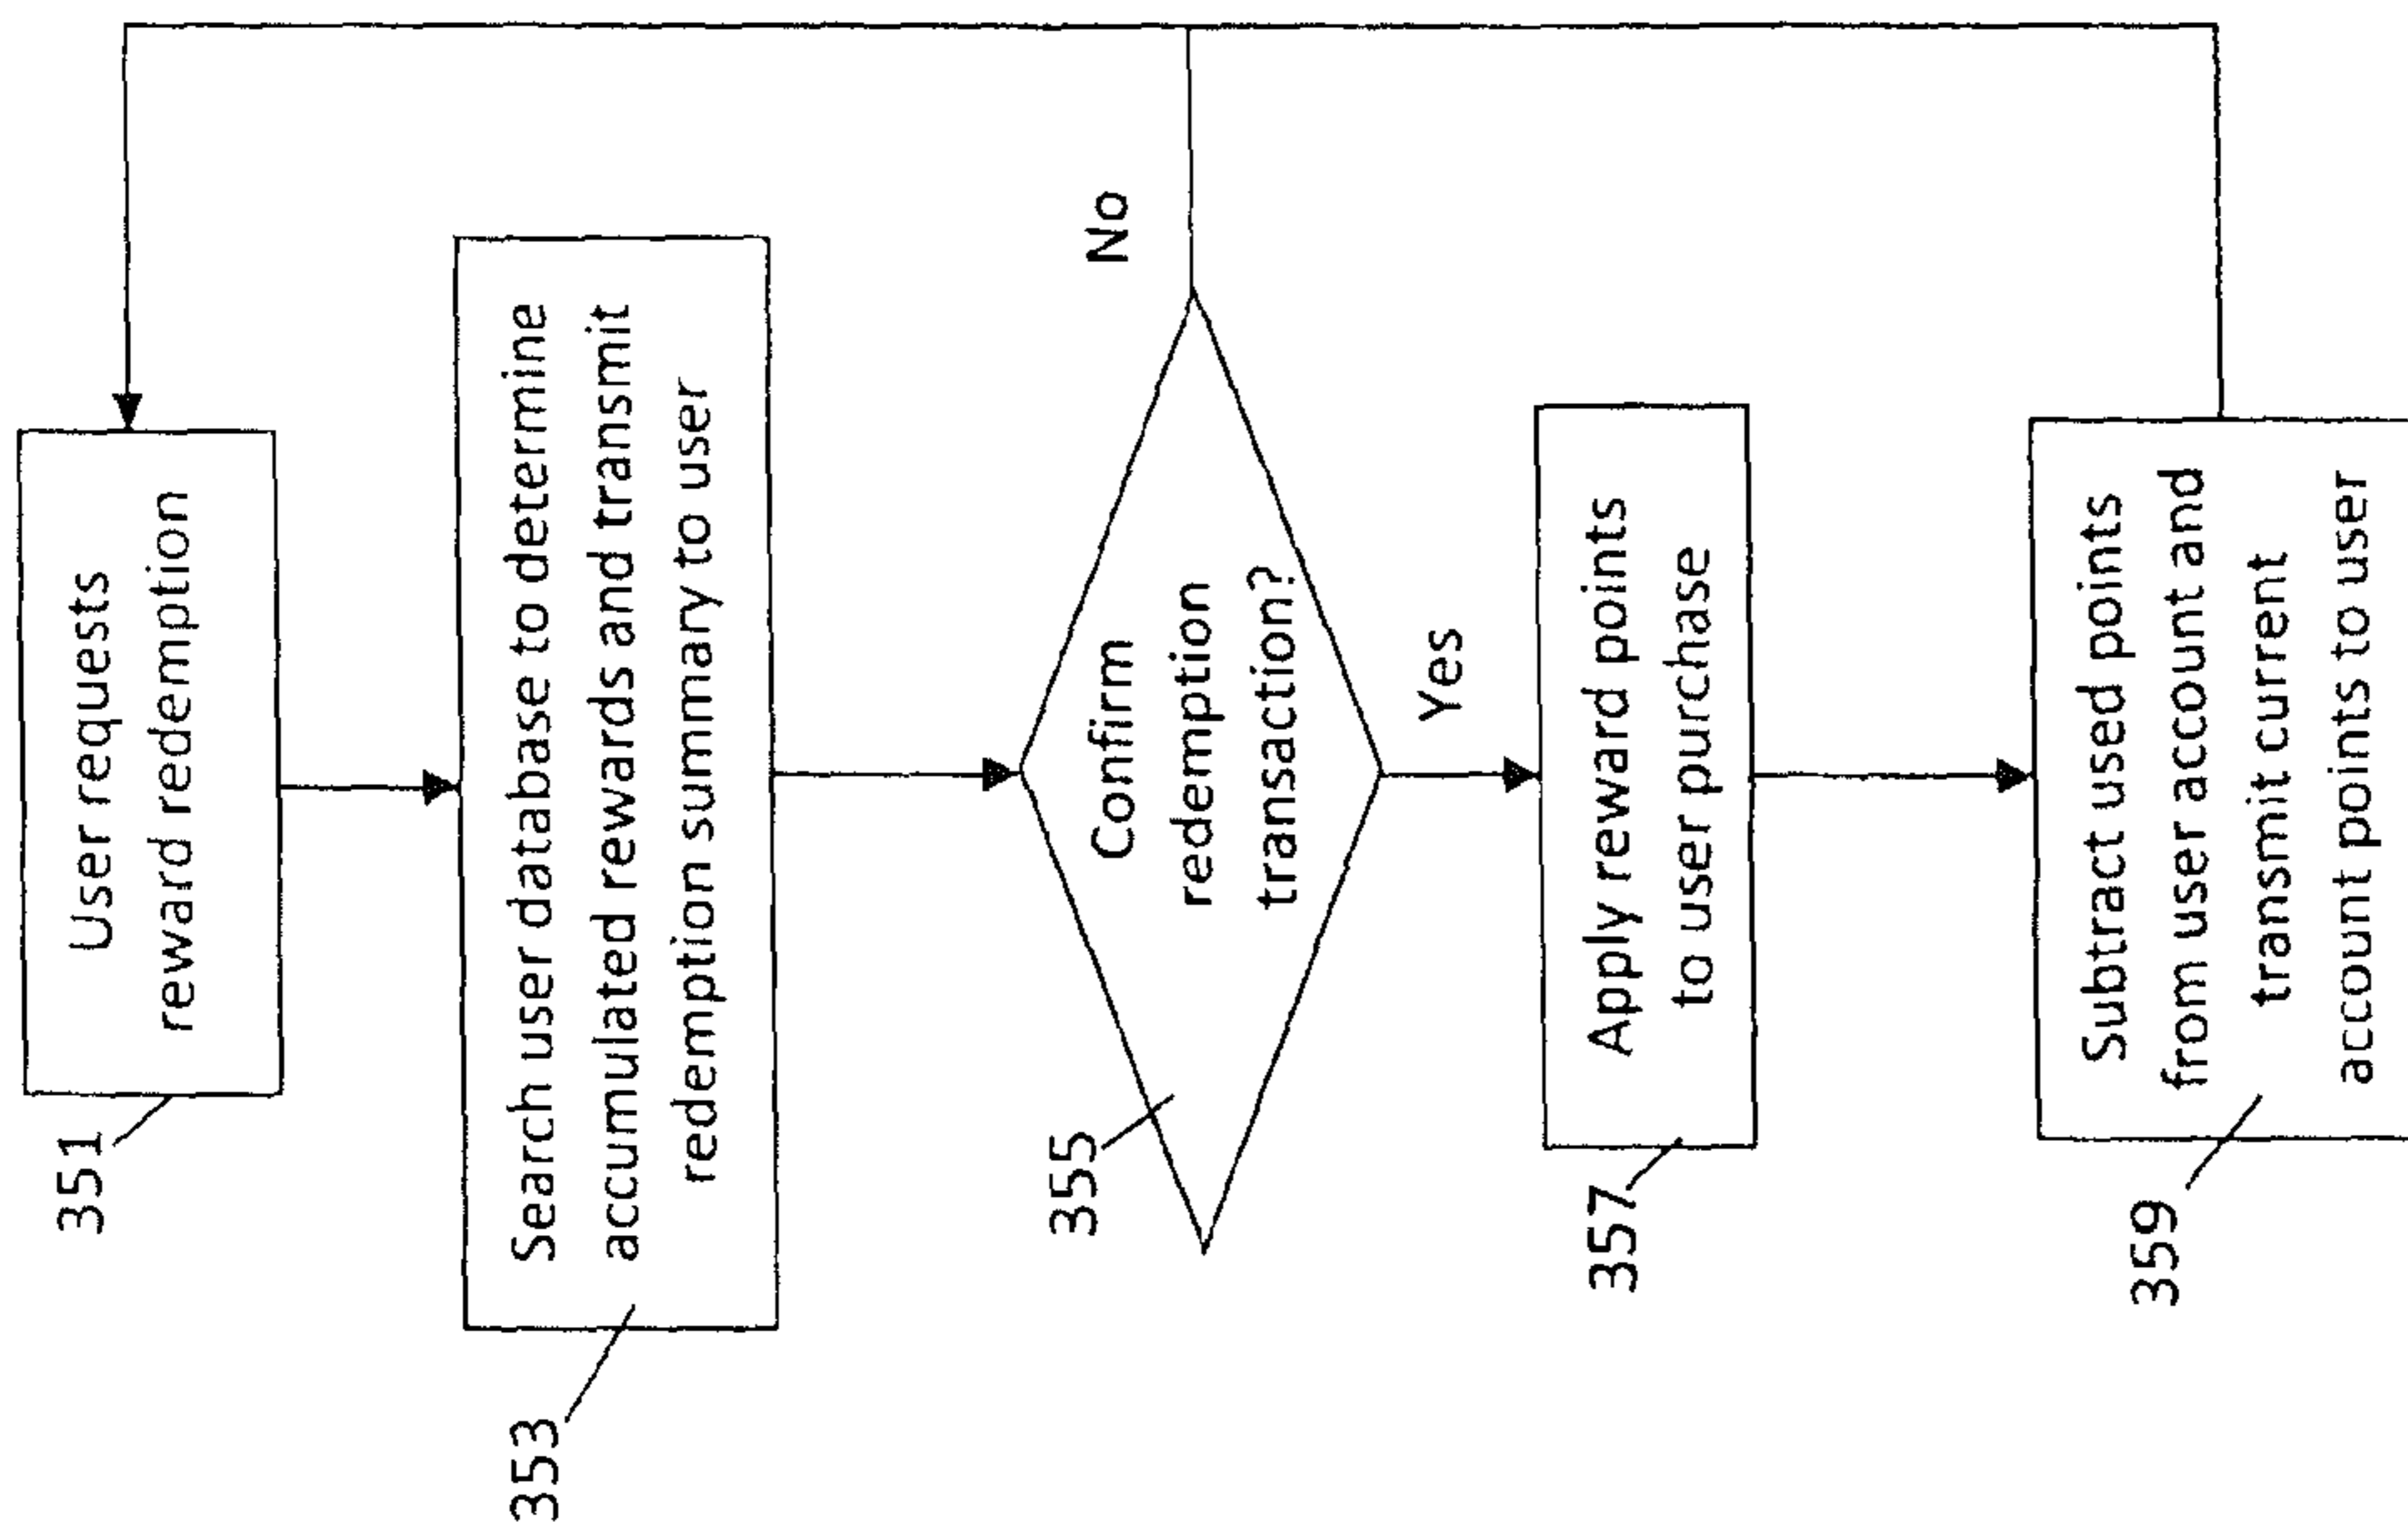 User requests
reward redemption
351
Search user database to determine
accumulated rewards and transmit
redemption summary to user
353
Confirm
redemption
transaction?
355
No
Yes
Apply reward points
to user purchase
357
Subtract used points
from user account and
transmit current
account points to user
359